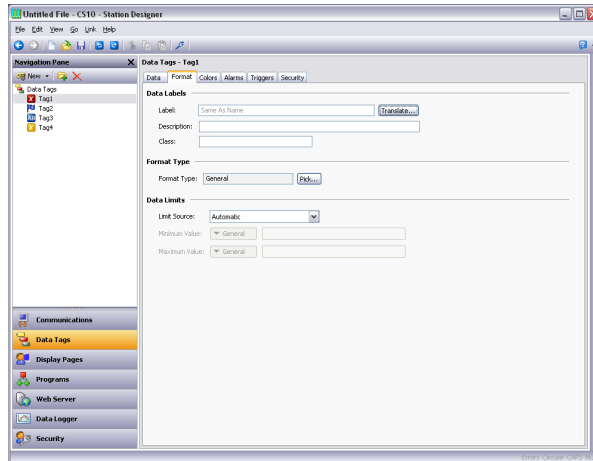 Untitled File - CS10 - Station Designer
File Edit View Go Link Help
Navigation Pane
New
Data Tags
Tag1
Tag2
Tag3
Tag4
Communications
Data Tags
Display Pages
Programs
Web Server
Data Logger
Security
Data Tags - Tag1
Data Format Colors Alarms Triggers Security
Data Labels
Label: Same As Name Translate...
Description:
Class:
Format Type
Format Type: General Pick...
Data Limits
Limit Source: Automatic
Minimum Value: General
Maximum Value: General
Errors Circular CAPS